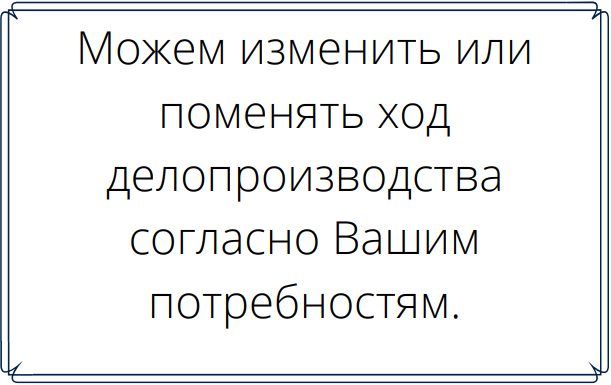 Можем изменить или
поменять ход
делопроизводства
согласно Вашим
потребностям.